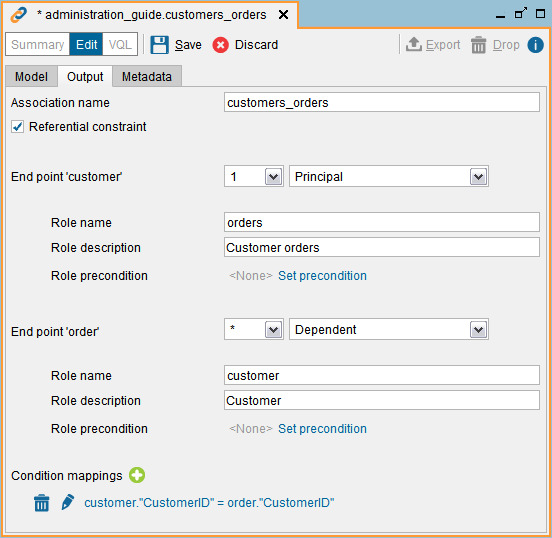 * administration_guide.customers_orders
Summary Edit VQL Save Discard Export Drop
Model Output Metadata
Association name customers_orders
Referential constraint
End point 'customer' 1 Principal
Role name orders
Role description Customer orders
Role precondition <None> Set precondition
End point 'order' * Dependent
Role name customer
Role description Customer
Role precondition <None> Set precondition
Condition mappings
customer."CustomerID" = order."CustomerID"